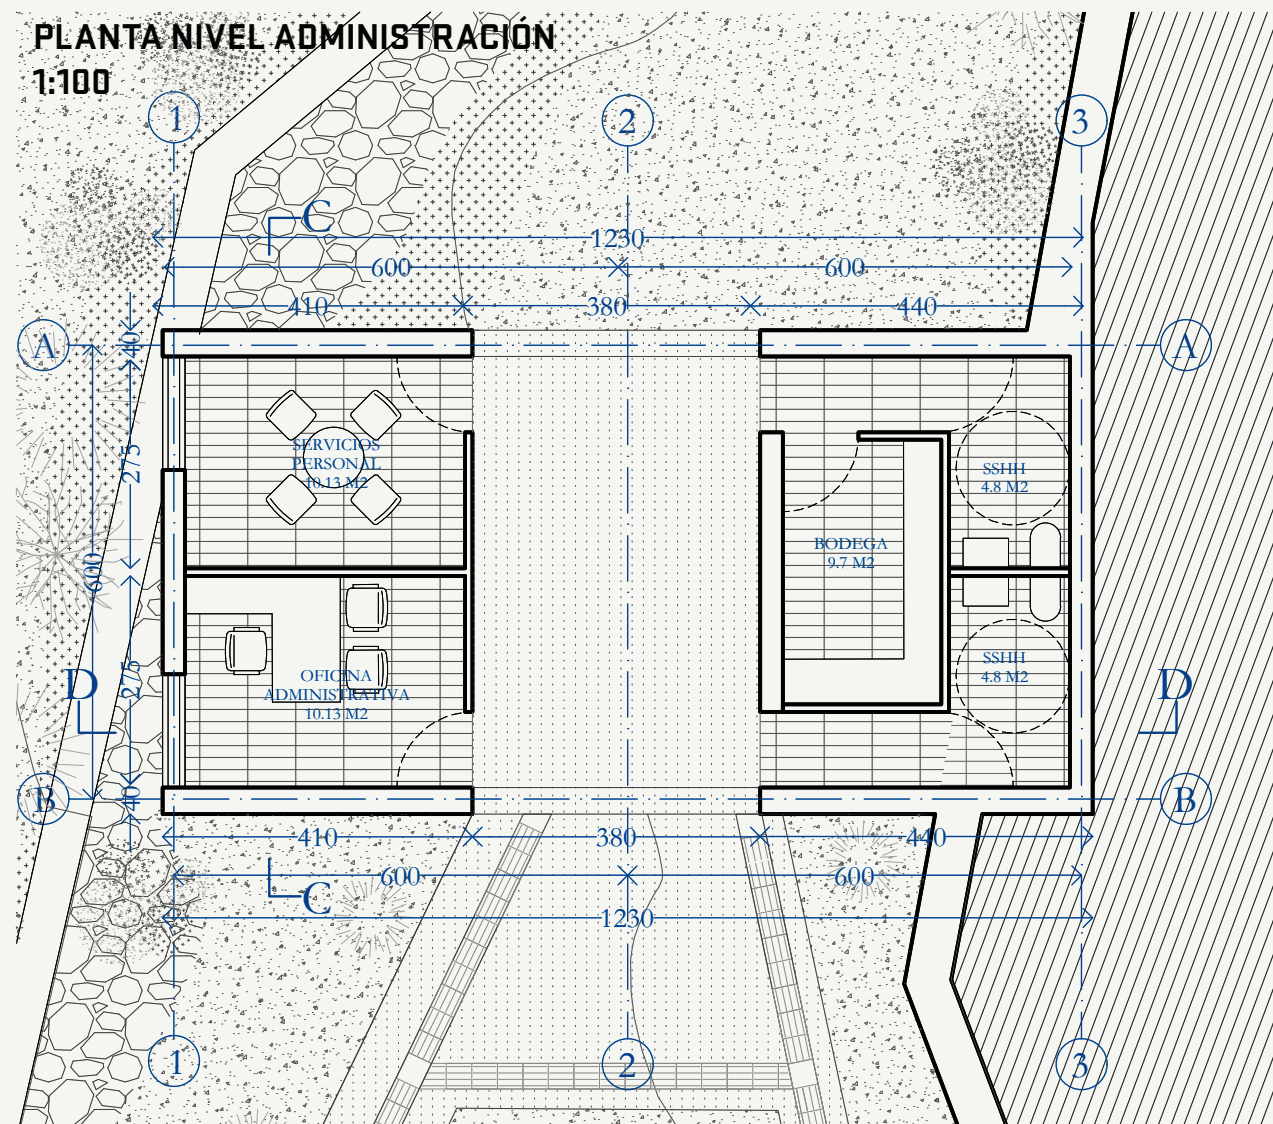 PLANTA NIVEL ADMINISTRACIÓN
1:100
1
2
3
C
1230
600
600
410
380
440
A
A
40
275
SERVICIOS
PERSONAL
10.13 M2
SSHH
4.8 M2
BODEGA
9.7 M2
600
275
OFICINA
ADMINISTRATIVA
10.13 M2
SSHH
4.8 M2
D
D
40
B
B
410
380
440
600
600
C
1230
1
2
3